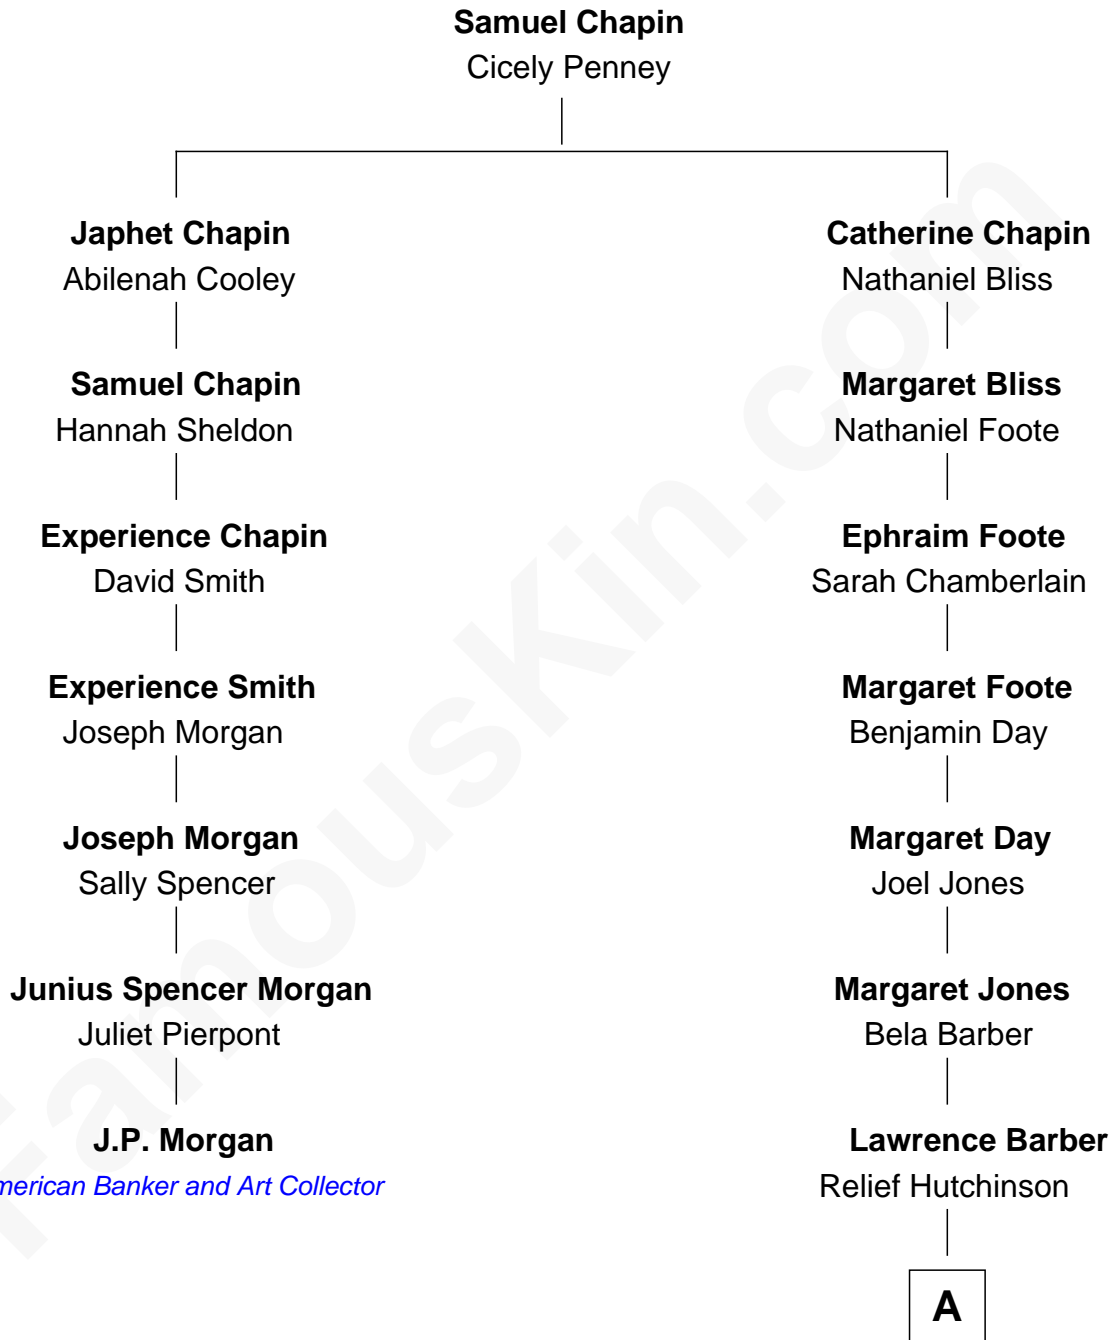 Samuel Chapin
Cicely Penney
Japhet Chapin
Abilenah Cooley
Catherine Chapin
Nathaniel Bliss
Samuel Chapin
Hannah Sheldon
Margaret Bliss
Nathaniel Foote
Experience Chapin
David Smith
Ephraim Foote
Sarah Chamberlain
Experience Smith
Joseph Morgan
Margaret Foote
Benjamin Day
Joseph Morgan
Sally Spencer
Margaret Day
Joel Jones
Junius Spencer Morgan
Juliet Pierpont
Margaret Jones
Bela Barber
J.P. Morgan
merican Banker and Art Collector
Lawrence Barber
Relief Hutchinson
A
FamousKin.com